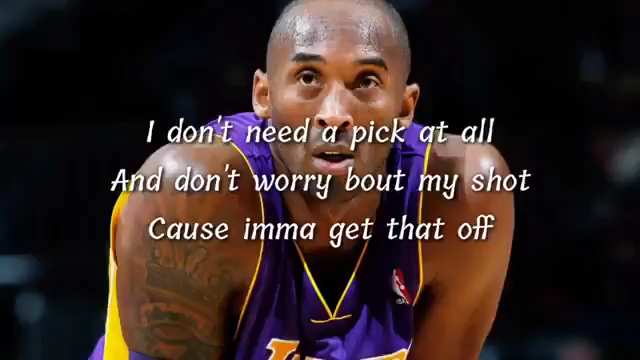 I don't need a pick at all
And don't worry bout my shot
Cause imma get that off